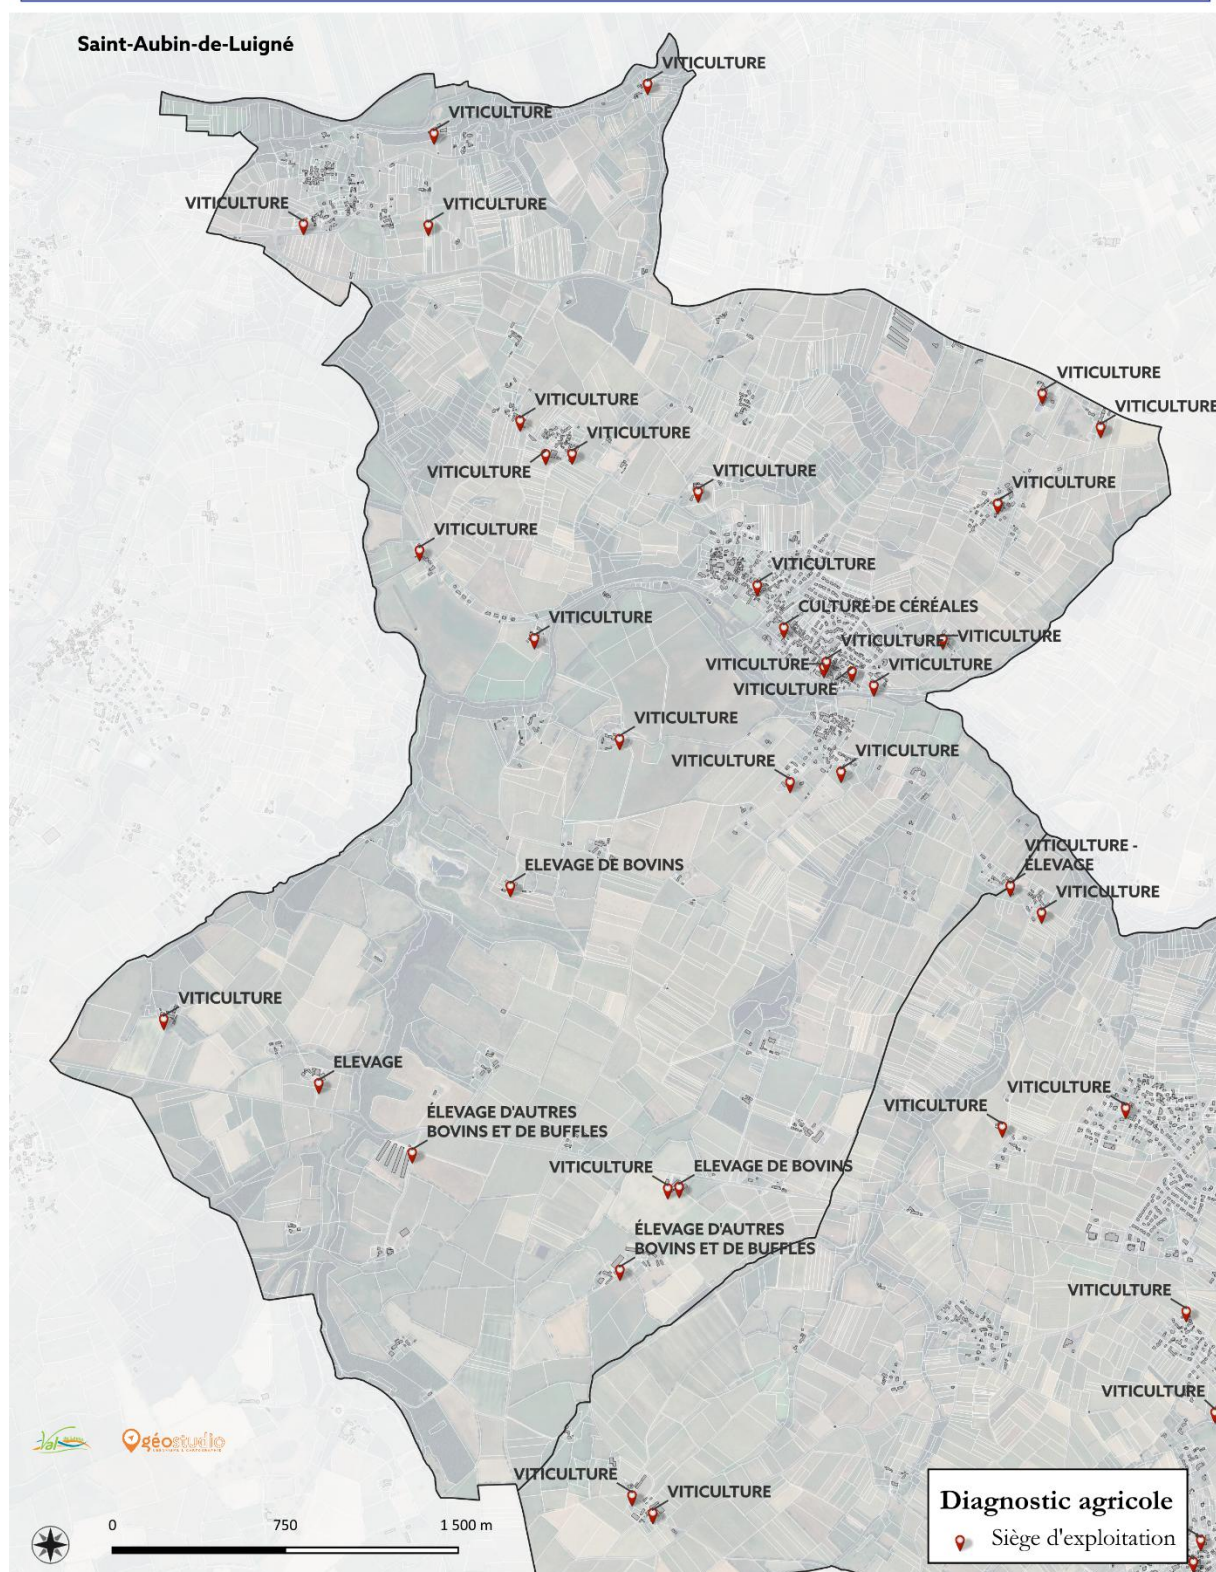 Saint-Aubin-de-Luigné
VITICULTURE
VITICULTURE
VITICULTURE
VITICULTURE
VITICULTURE
VITICULTURE
VITICULTURE
VITICULTURE
VITICULTURE
VITICULTURE
VITICULTURE
VITICULTURE
VITICULTURE
CULTURE DE CÉRÉALES
VITICULTURE
VITICULTURE
VITICULTURE
VITICULTURE
VITICULTURE
VITICULTURE
VITICULTURE
VITICULTURE
VITICULTURE
VITICULTURE -
ÉLEVAGE
ELEVAGE DE BOVINS
VITICULTURE
VITICULTURE
ELEVAGE
VITICULTURE
VITICULTURE
ÉLEVAGE D'AUTRES
BOVINS ET DE BUFFLES
VITICULTURE
ELEVAGE DE BOVINS
ÉLEVAGE D'AUTRES
BOVINS ET DE BUFFLES
VITICULTURE
VITICULTURE
Val
géostudio
VITICULTURE
VITICULTURE
Diagnostic agricole
Siège d'exploitation
0 750 1 500 m